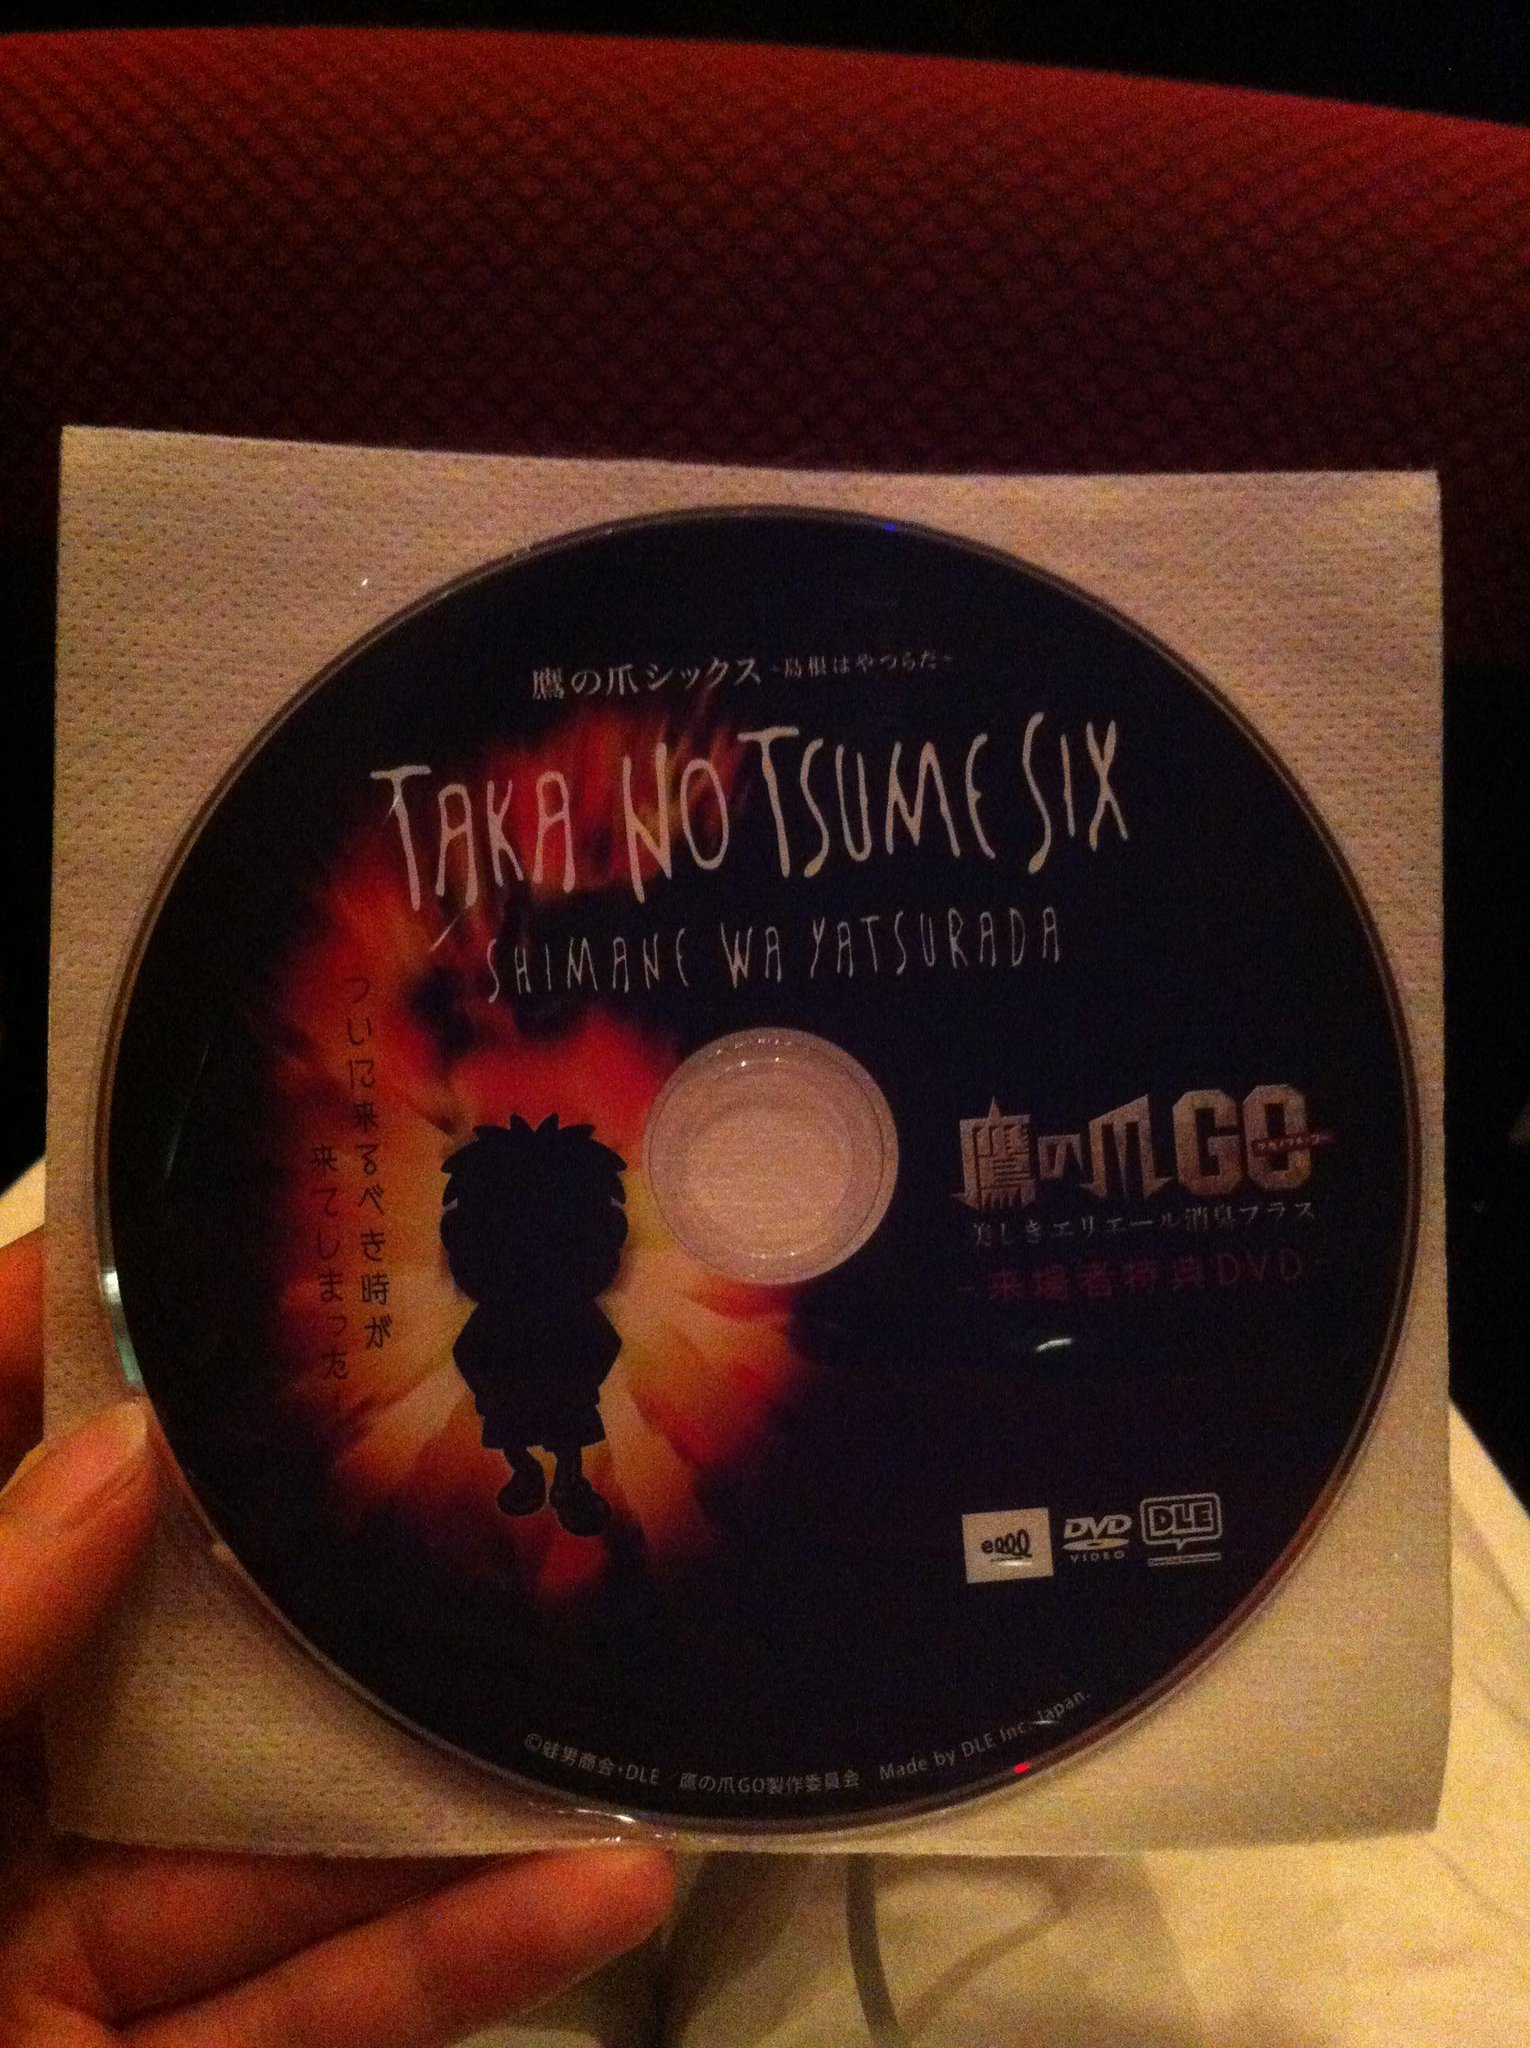 鷹の爪シックス~島根はやつらだ~
TAKA NO TSUME SIX
SHIMANE WA YATSURADA
ついに来るべき時が
来てしまった
鷹の爪GO
美しきエリエール消臭プラス
-来場者特典DVD-
DVD
VIDEO
DLE
©蛙男商会・DLE／鷹の爪GO製作委員会 Made by DLE Inc. Japan.